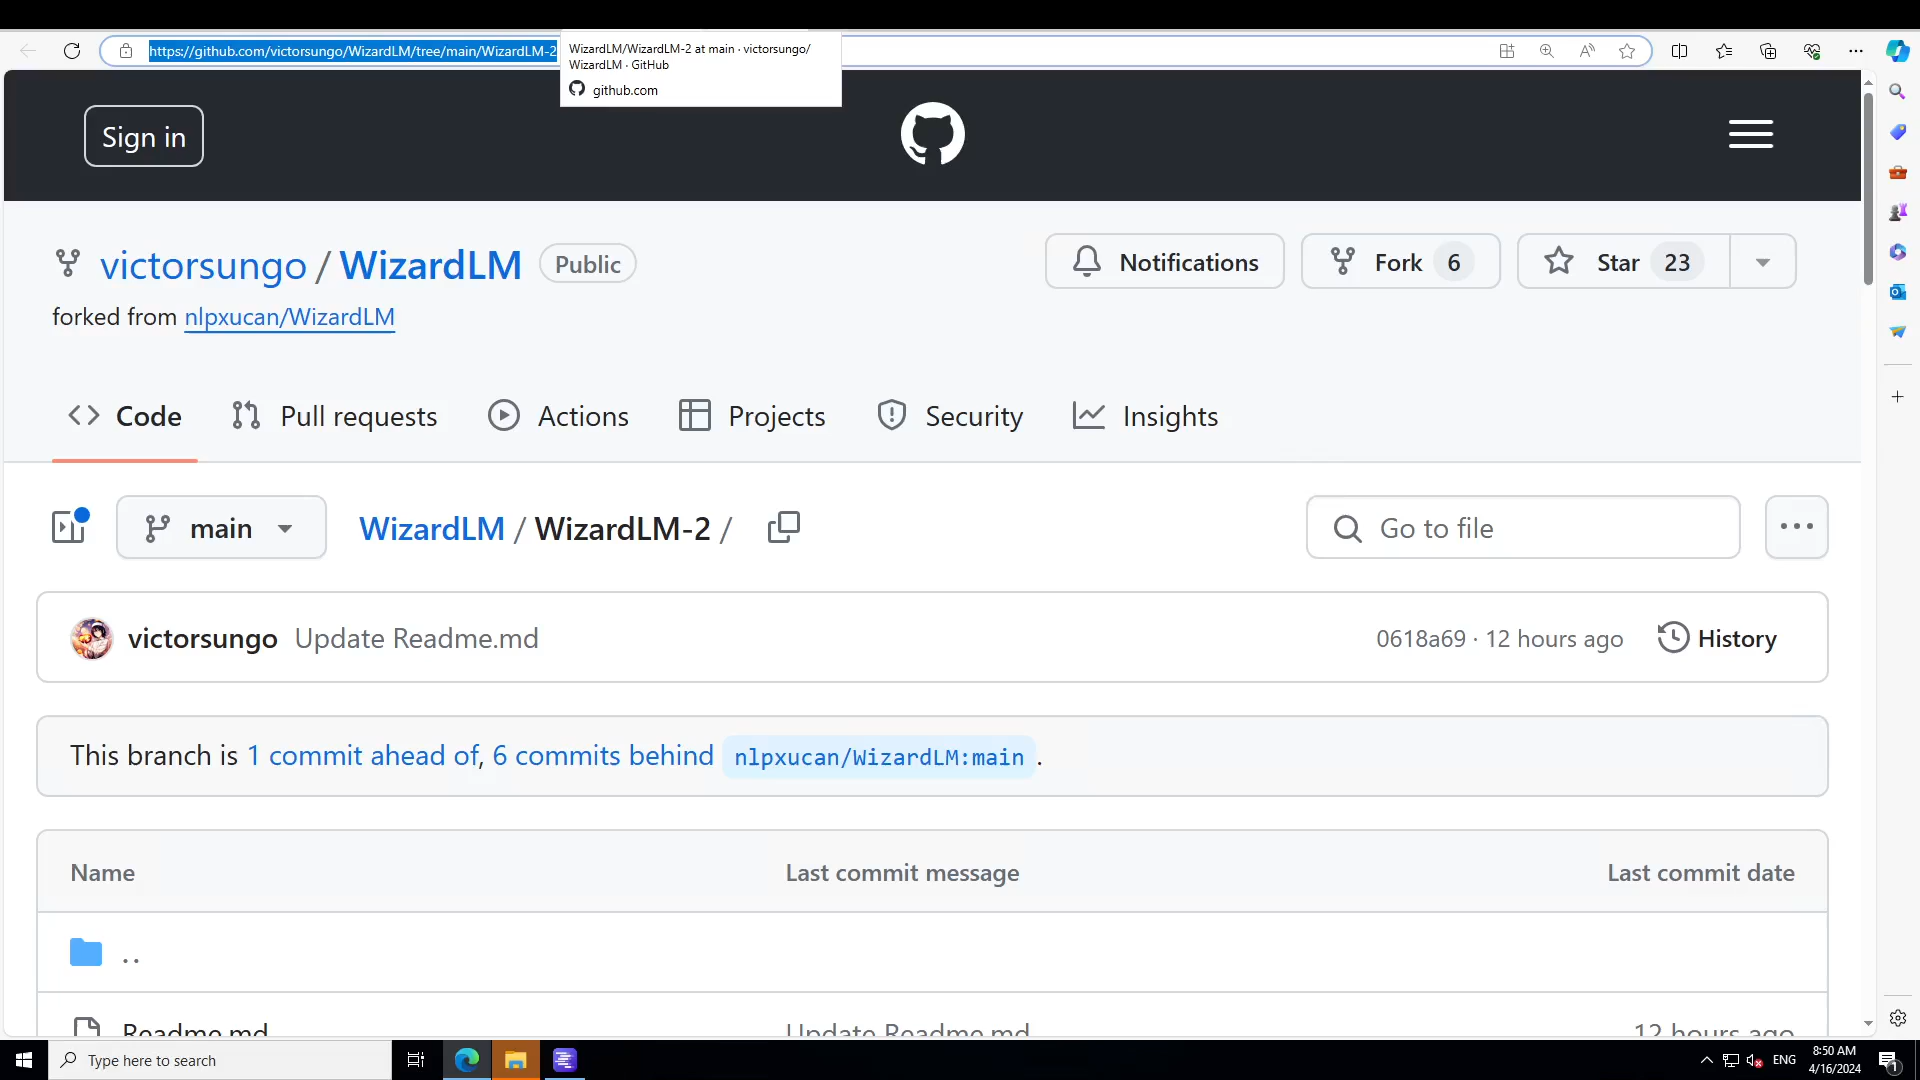 https://github.com/victorsungo/WizardLM/tree/main/WizardLM-2
WizardLM/WizardLM-2 at main · victorsungo/
WizardLM · GitHub
github.com
Sign in
victorsungo / WizardLM Public
Notifications
Fork 6
Star 23
forked from nlpxucan/WizardLM
Code
Pull requests
Actions
Projects
Security
Insights
main
WizardLM / WizardLM-2 /
Go to file
victorsungo Update Readme.md
0618a69 · 12 hours ago
History
This branch is 1 commit ahead of, 6 commits behind nlpxucan/WizardLM:main .
Name
Last commit message
Last commit date
..
Readme.md
Update Readme.md
12 hours ago
Type here to search
ENG
8:50 AM
4/16/2024
1